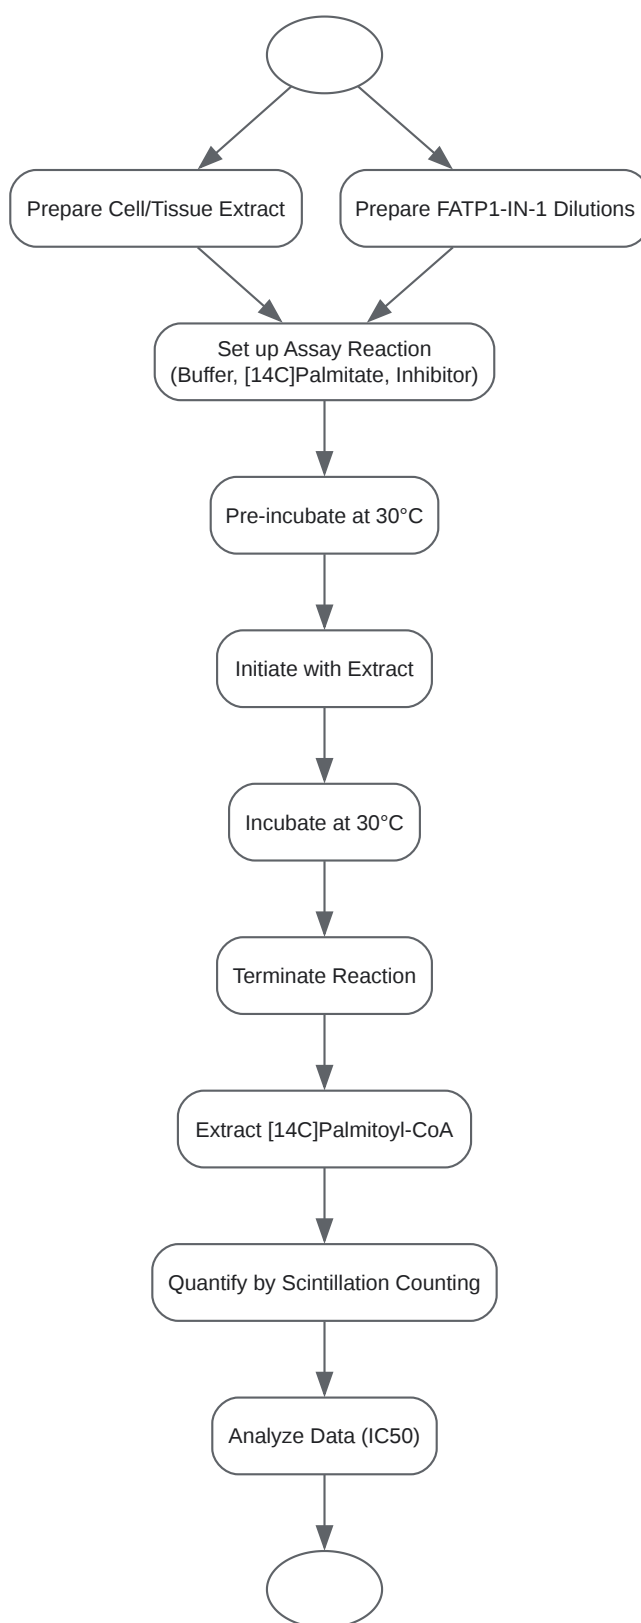 Prepare Cell/Tissue Extract
Prepare FATP1-IN-1 Dilutions
Set up Assay Reaction
(Buffer, [14C]Palmitate, Inhibitor)
Pre-incubate at 30°C
Initiate with Extract
Incubate at 30°C
Terminate Reaction
Extract [14C]Palmitoyl-CoA
Quantify by Scintillation Counting
Analyze Data (IC50)